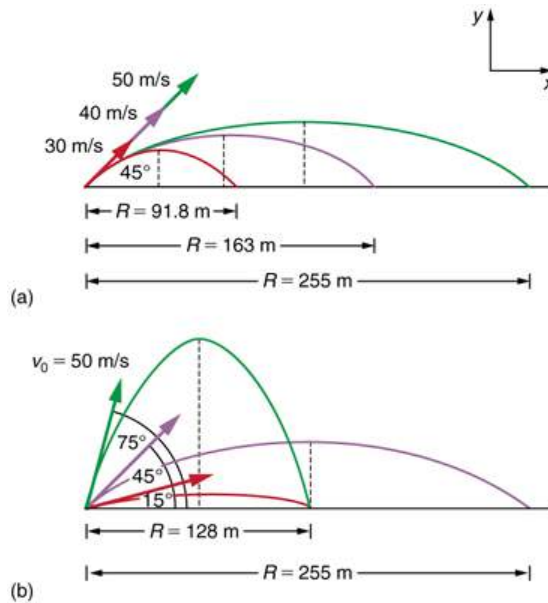 y
x
50 m/s
40 m/s
30 m/s
45°
R = 91.8 m
R = 163 m
R = 255 m
(a)
v₀ = 50 m/s
75°
45°
15°
R = 128 m
R = 255 m
(b)